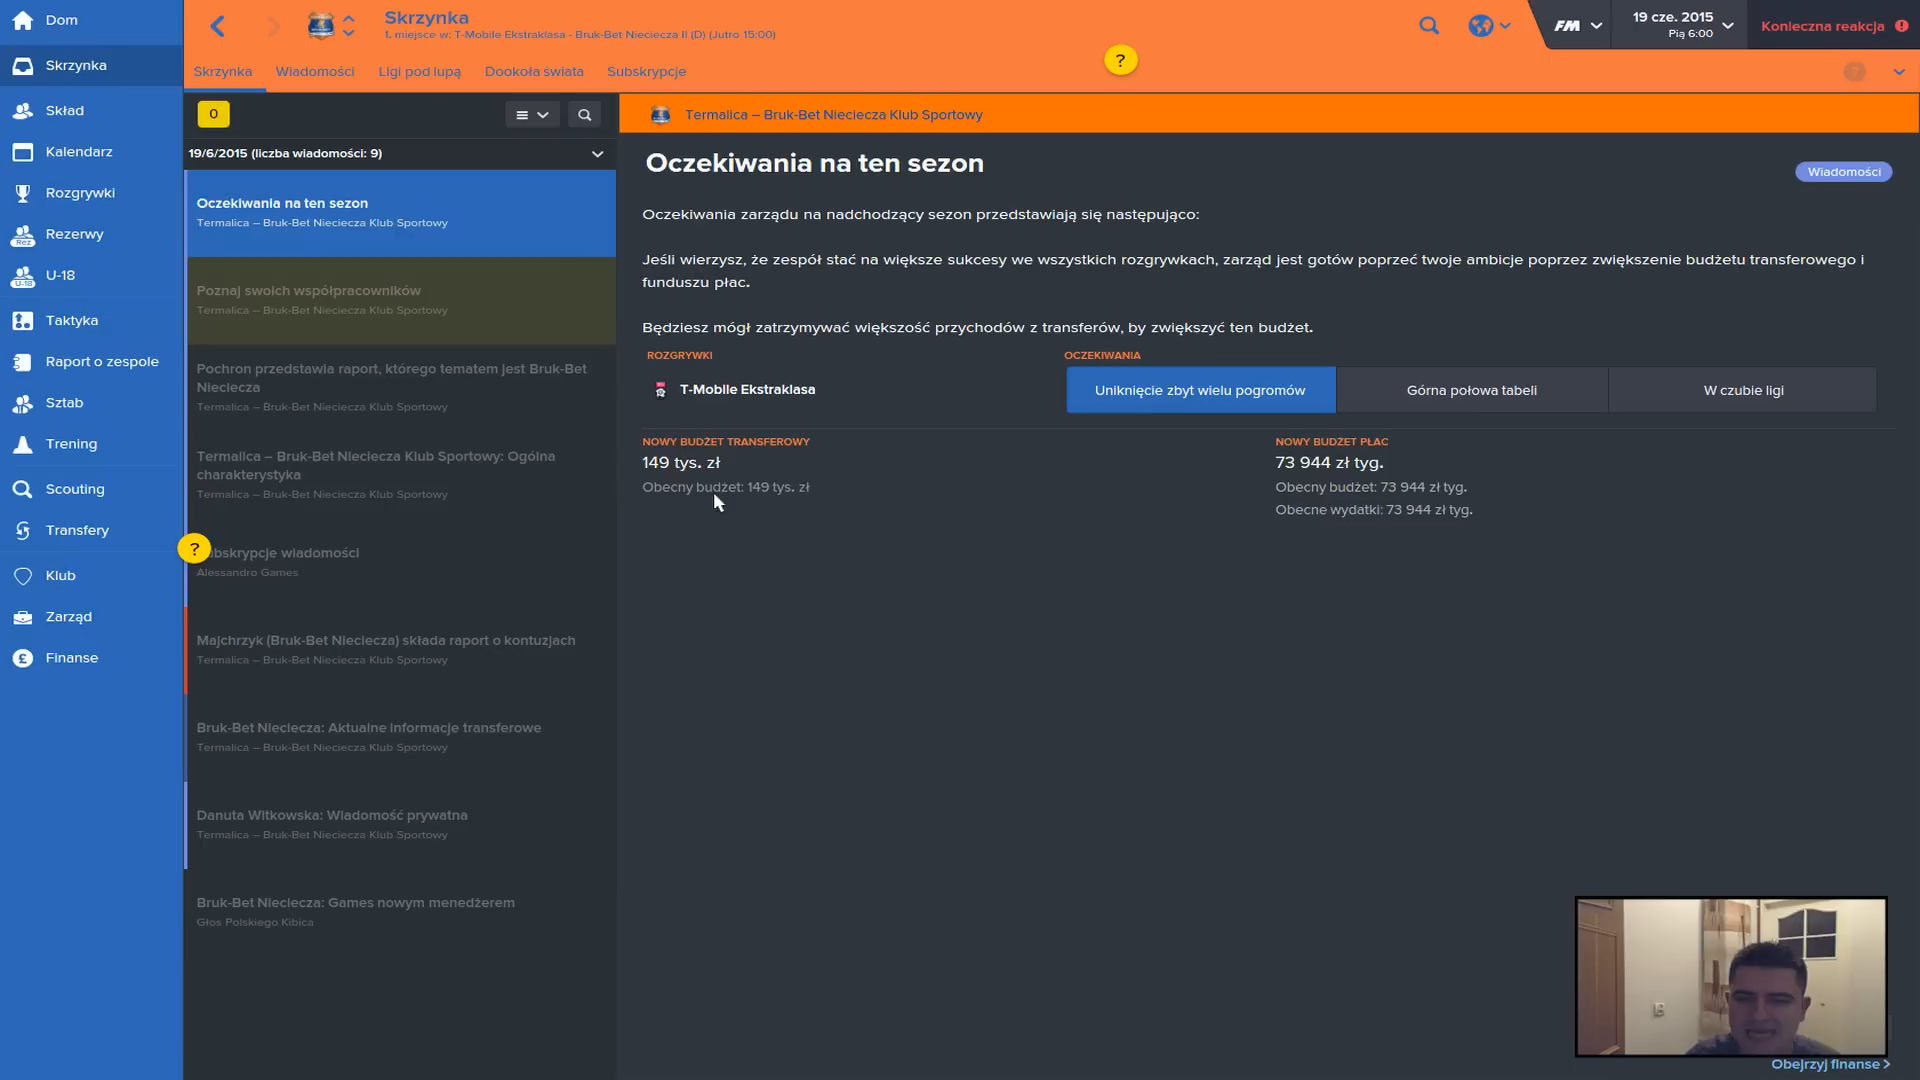 Dom
Skrzynka
Skład
Kalendarz
Rozgrywki
Rez
Rezerwy
U-18
U-18
Taktyka
Raport o zespole
Sztab
Trening
Scouting
Transfery
Klub
Zarząd
£
Finanse
Skrzynka
1. miejsce w: T-Mobile Ekstraklasa - Bruk-Bet Nieciecza II (D) (Jutro 15:00)
FM
19 cze. 2015
Pią 6:00
Konieczna reakcja
!
Skrzynka
Wiadomości
Ligi pod lupą
Dookoła świata
Subskrypcje
?
?
0
19/6/2015 (liczba wiadomości: 9)
Oczekiwania na ten sezon
Termalica – Bruk-Bet Nieciecza Klub Sportowy
Poznaj swoich współpracowników
Termalica – Bruk-Bet Nieciecza Klub Sportowy
Pochron przedstawia raport, którego tematem jest Bruk-Bet
Nieciecza
Termalica – Bruk-Bet Nieciecza Klub Sportowy
Termalica – Bruk-Bet Nieciecza Klub Sportowy: Ogólna
charakterystyka
Termalica – Bruk-Bet Nieciecza Klub Sportowy
?
ubskrypcje wiadomości
Alessandro Games
Majchrzyk (Bruk-Bet Nieciecza) składa raport o kontuzjach
Termalica – Bruk-Bet Nieciecza Klub Sportowy
Bruk-Bet Nieciecza: Aktualne informacje transferowe
Termalica – Bruk-Bet Nieciecza Klub Sportowy
Danuta Witkowska: Wiadomość prywatna
Termalica – Bruk-Bet Nieciecza Klub Sportowy
Bruk-Bet Nieciecza: Games nowym menedżerem
Głos Polskiego Kibica
Termalica – Bruk-Bet Nieciecza Klub Sportowy
Oczekiwania na ten sezon
Wiadomości
Oczekiwania zarządu na nadchodzący sezon przedstawiają się następująco:
Jeśli wierzysz, że zespół stać na większe sukcesy we wszystkich rozgrywkach, zarząd jest gotów poprzeć twoje ambicje poprzez zwiększenie budżetu transferowego i
funduszu płac.
Będziesz mógł zatrzymywać większość przychodów z transferów, by zwiększyć ten budżet.
ROZGRYWKI
OCZEKIWANIA
T-Mobile Ekstraklasa
Uniknięcie zbyt wielu pogromów
Górna połowa tabeli
W czubie ligi
NOWY BUDŻET TRANSFEROWY
149 tys. zł
Obecny budżet: 149 tys. zł
NOWY BUDŻET PŁAC
73 944 zł tyg.
Obecny budżet: 73 944 zł tyg.
Obecne wydatki: 73 944 zł tyg.
Obejrzyj finanse >